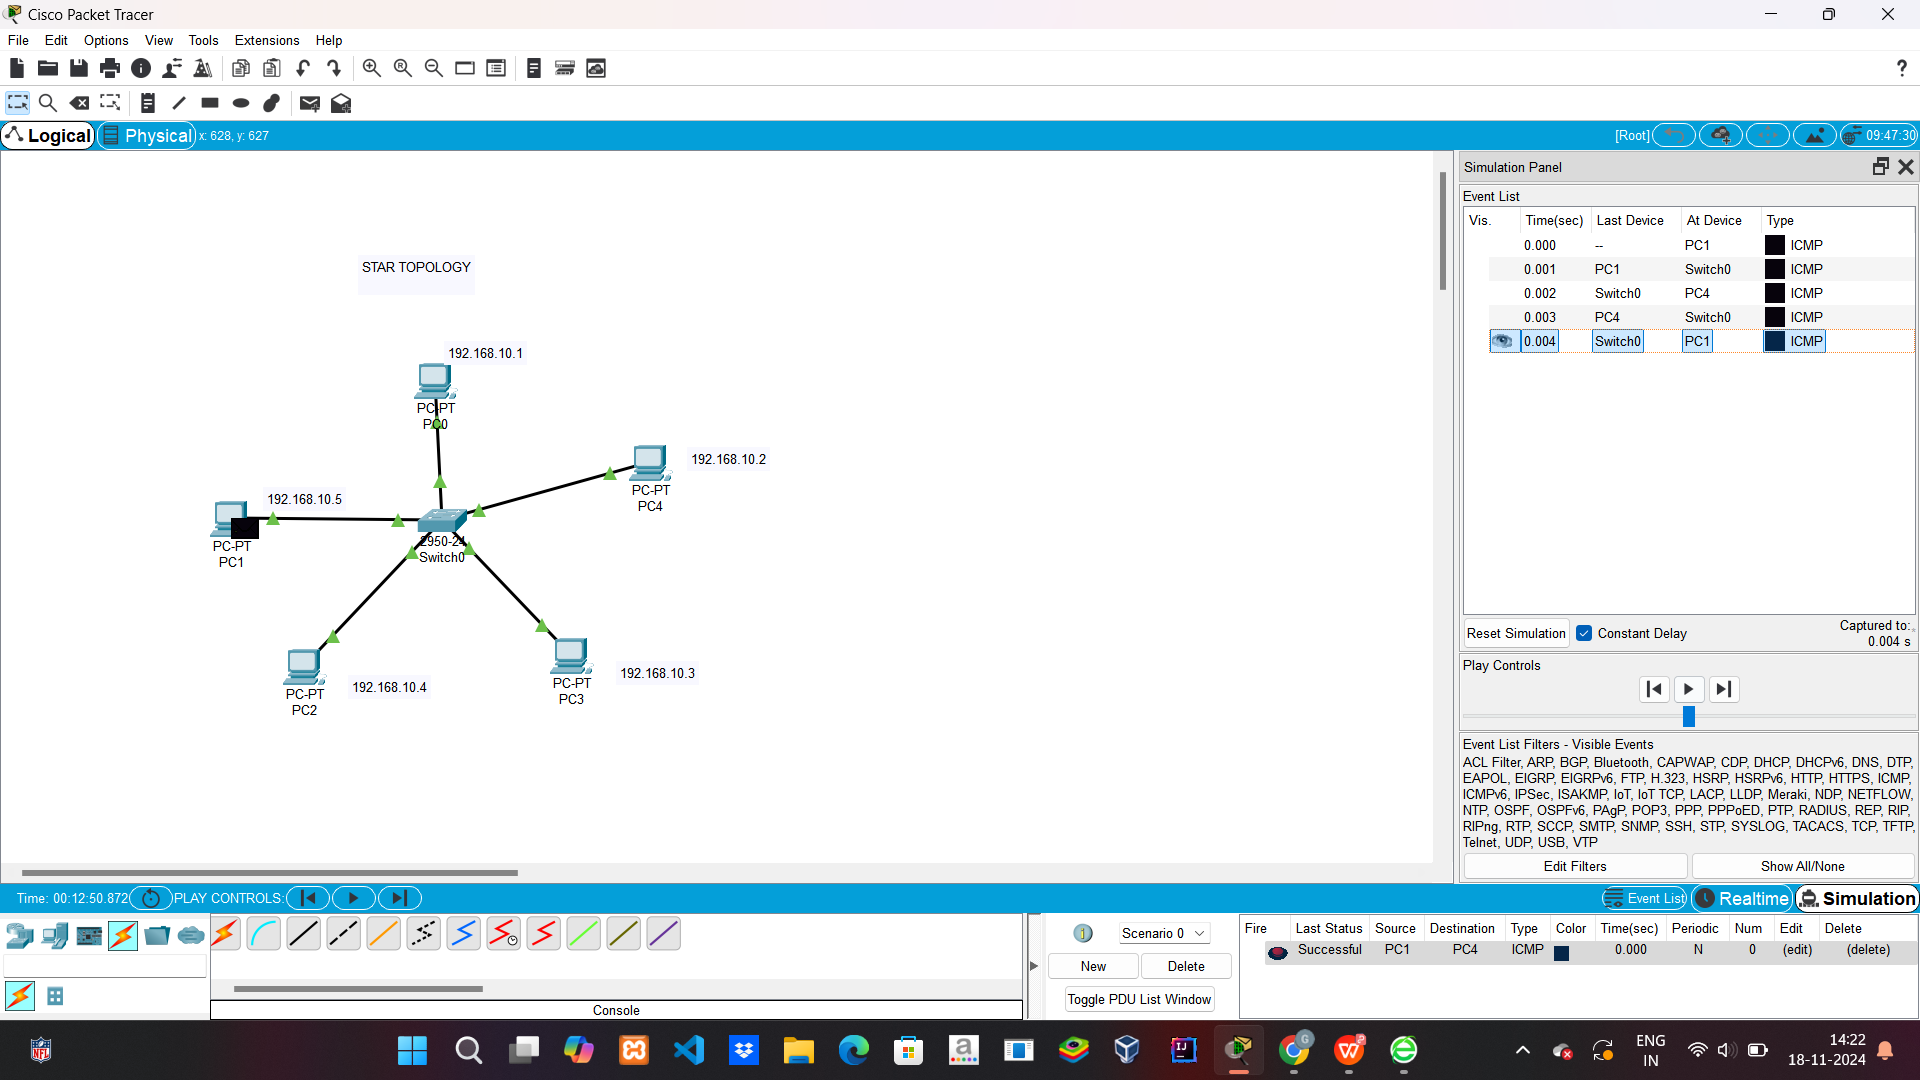 Cisco Packet Tracer
File Edit Options View Tools Extensions Help
?
Logical Physical x: 628, y: 627 [Root] 09:47:30
Simulation Panel
Event List
Vis. Time(sec) Last Device At Device Type
0.000 -- PC1 ICMP
0.001 PC1 Switch0 ICMP
0.002 Switch0 PC4 ICMP
0.003 PC4 Switch0 ICMP
0.004 Switch0 PC1 ICMP
STAR TOPOLOGY
192.168.10.1
PC-PT
PC0
192.168.10.2
PC-PT
PC4
192.168.10.5
PC-PT
PC1
2950-24
Switch0
192.168.10.4
PC-PT
PC2
192.168.10.3
PC-PT
PC3
Reset Simulation Constant Delay Captured to:
0.004 s
Play Controls
Event List Filters - Visible Events
ACL Filter, ARP, BGP, Bluetooth, CAPWAP, CDP, DHCP, DHCPv6, DNS, DTP,
EAPOL, EIGRP, EIGRPv6, FTP, H.323, HSRP, HSRPv6, HTTP, HTTPS, ICMP,
ICMPv6, IPSec, ISAKMP, IoT, IoT TCP, LACP, LLDP, Meraki, NDP, NETFLOW,
NTP, OSPF, OSPFv6, PAgP, POP3, PPP, PPPoED, PTP, RADIUS, REP, RIP,
RIPng, RTP, SCCP, SMTP, SNMP, SSH, STP, SYSLOG, TACACS, TCP, TFTP,
Telnet, UDP, USB, VTP
Edit Filters Show All/None
Time: 00:12:50.872 PLAY CONTROLS: Event List Realtime Simulation
Scenario 0
New Delete
Toggle PDU List Window
Fire Last Status Source Destination Type Color Time(sec) Periodic Num Edit Delete
Successful PC1 PC4 ICMP 0.000 N 0 (edit) (delete)
Console
ENG
IN
14:22
18-11-2024